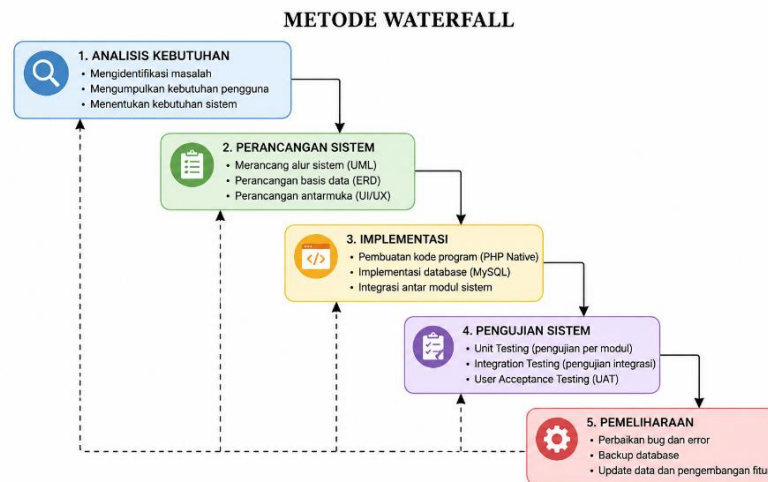 METODE WATERFALL
1. ANALISIS KEBUTUHAN
• Mengidentifikasi masalah
• Mengumpulkan kebutuhan pengguna
• Menentukan kebutuhan sistem
2. PERANCANGAN SISTEM
• Merancang alur sistem (UML)
• Perancangan basis data (ERD)
• Perancangan antarmuka (UI/UX)
3. IMPLEMENTASI
• Pembuatan kode program (PHP Native)
• Implementasi database (MySQL)
• Integrasi antar modul sistem
4. PENGUJIAN SISTEM
• Unit Testing (pengujian per modul)
• Integration Testing (pengujian integrasi)
• User Acceptance Testing (UAT)
5. PEMELIHARAAN
• Perbaikan bug dan error
• Backup database
• Update data dan pengembangan fitur